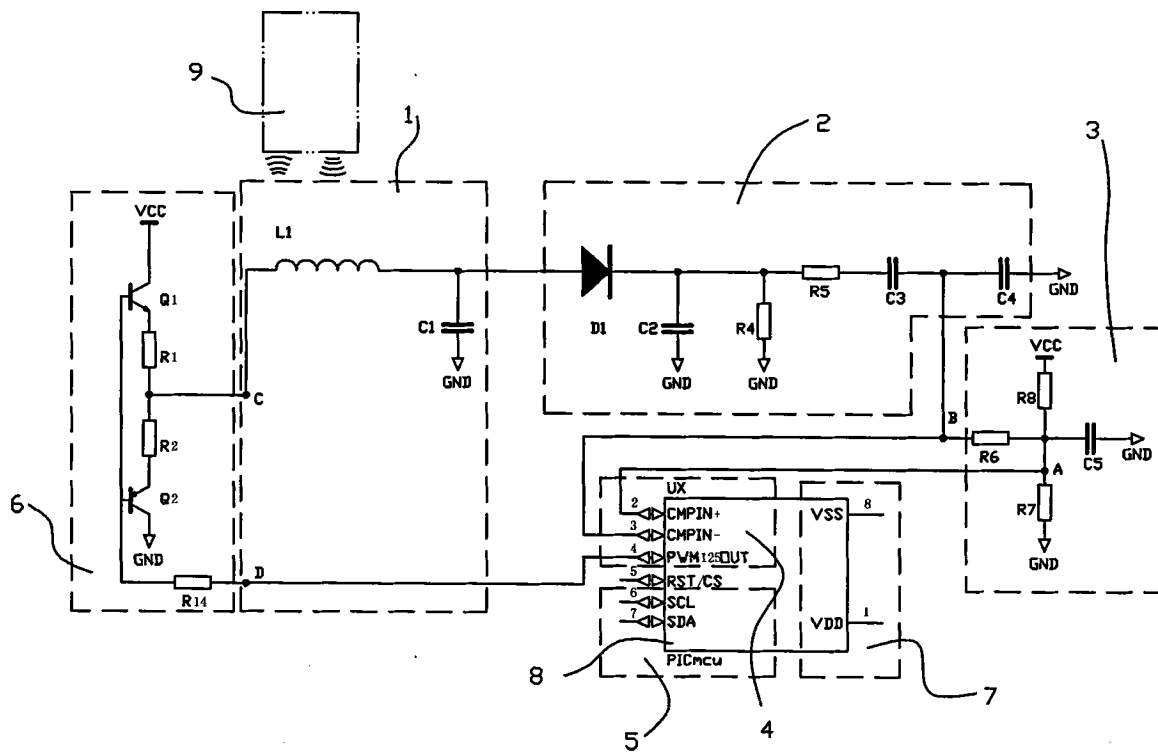 9
1
2
3
VCC
L1
Q1
R1
C
R2
Q2
GND
6
R14
D
C1
GND
D1
C2
GND
R4
GND
R5
C3
C4
GND
B
R6
VCC
R8
C5
GND
A
R7
GND
UX
2 CMPIN+
3 CMPIN-
4 PWM125OUT
5 RST/CS
6 SCL
7 SDA
PICmcu
VSS 8
VDD 1
8
5
4
7